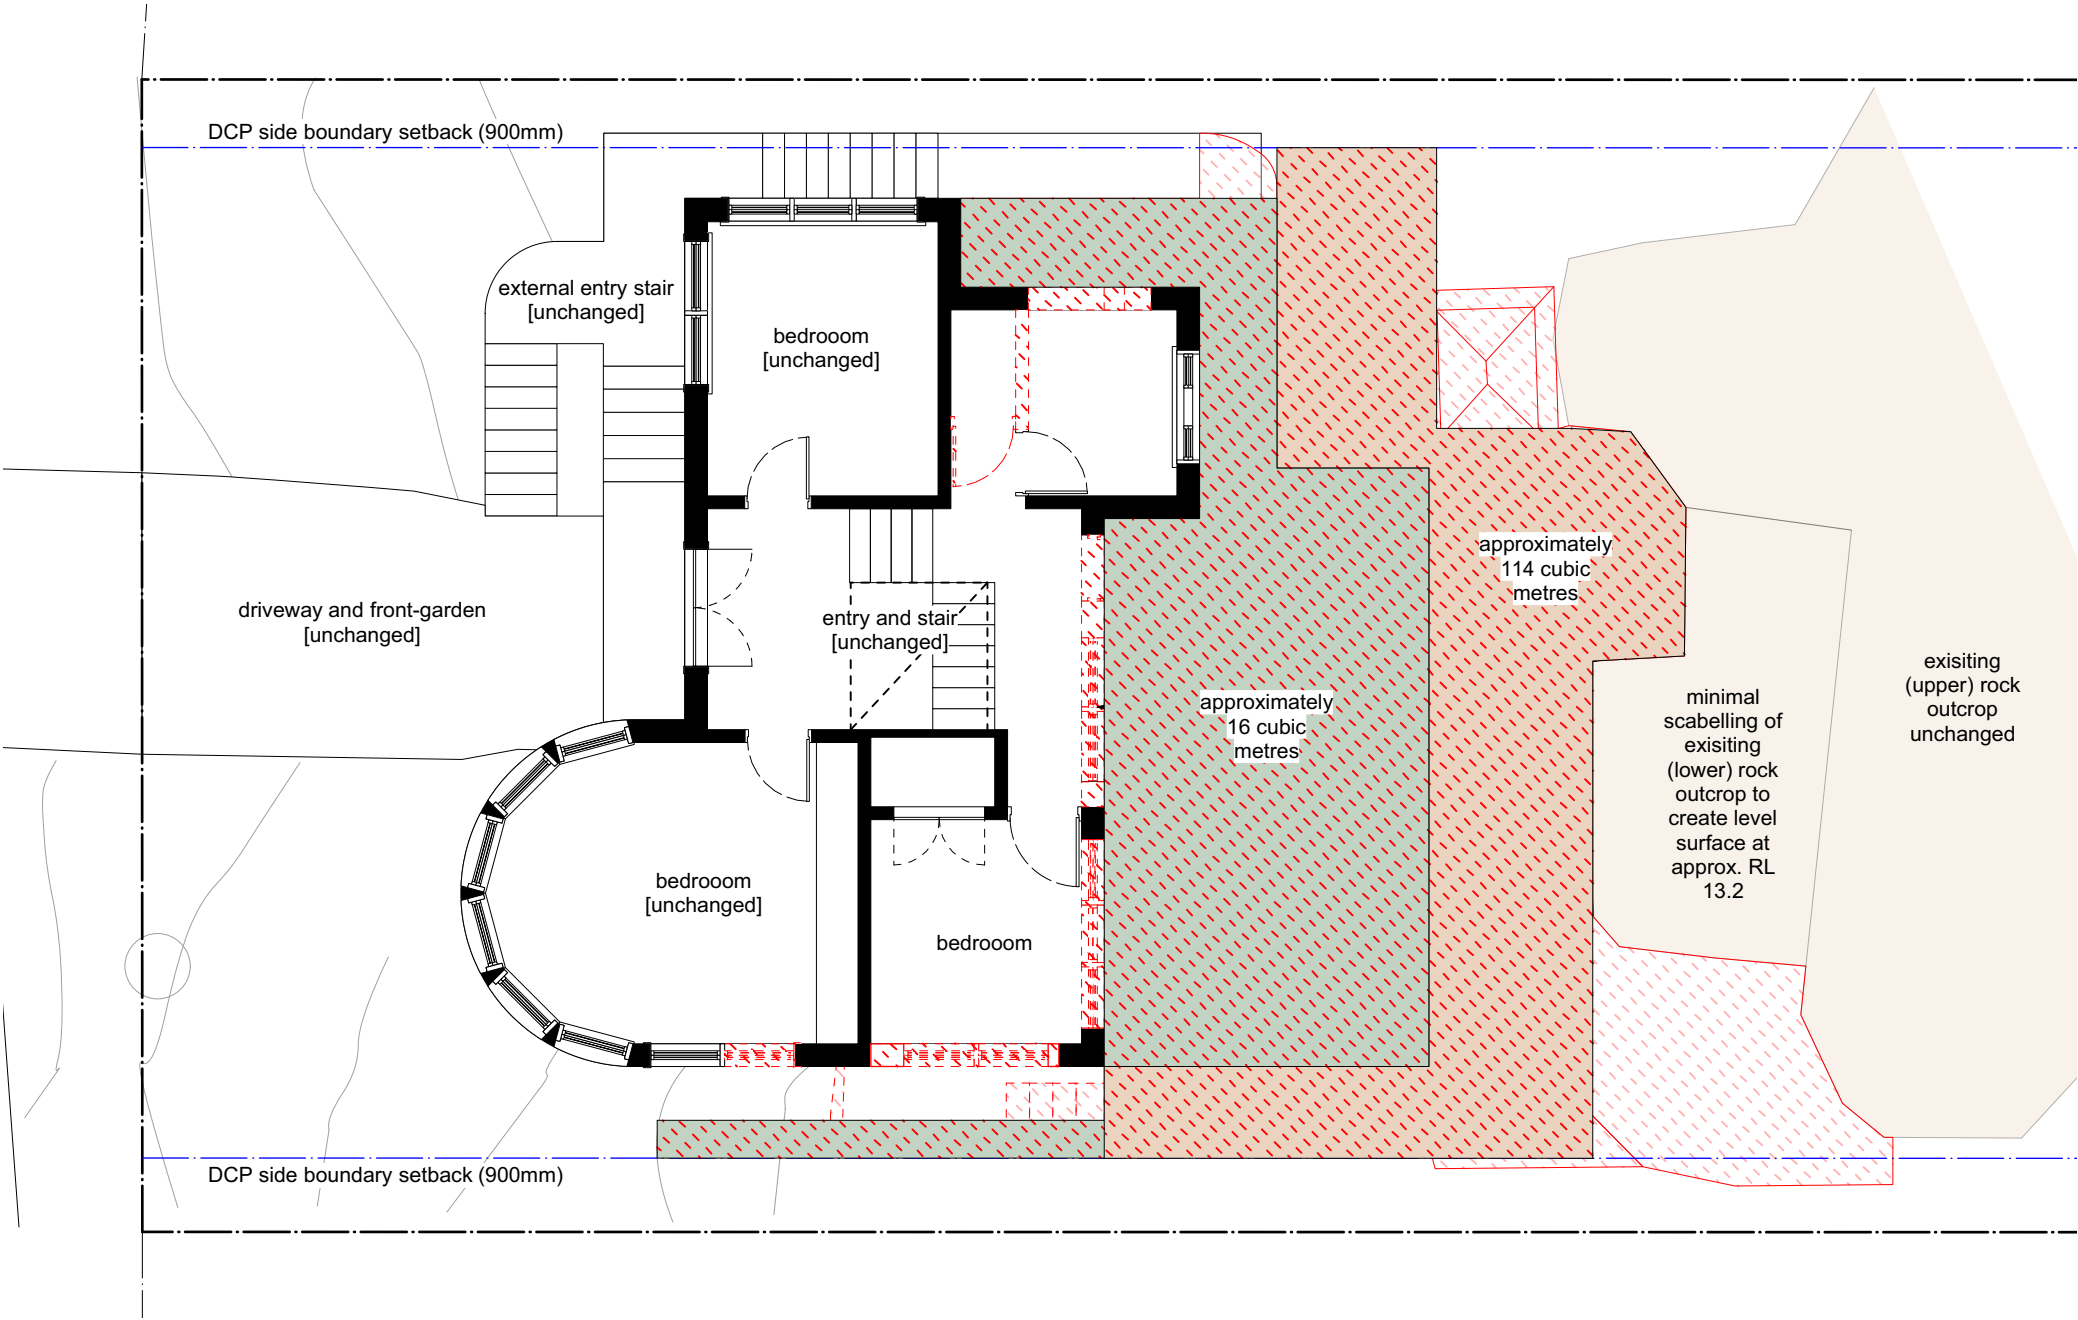 DCP side boundary setback (900mm)
external entry stair
[unchanged]
bedrooom
[unchanged]
approximately
114 cubic
metres
driveway and front-garden
[unchanged]
entry and stair
[unchanged]
approximately
16 cubic
metres
minimal
scabelling of
exisiting
(lower) rock
outcrop to
create level
surface at
approx. RL
13.2
exisiting
(upper) rock
outcrop
unchanged
bedrooom
[unchanged]
bedrooom
DCP side boundary setback (900mm)